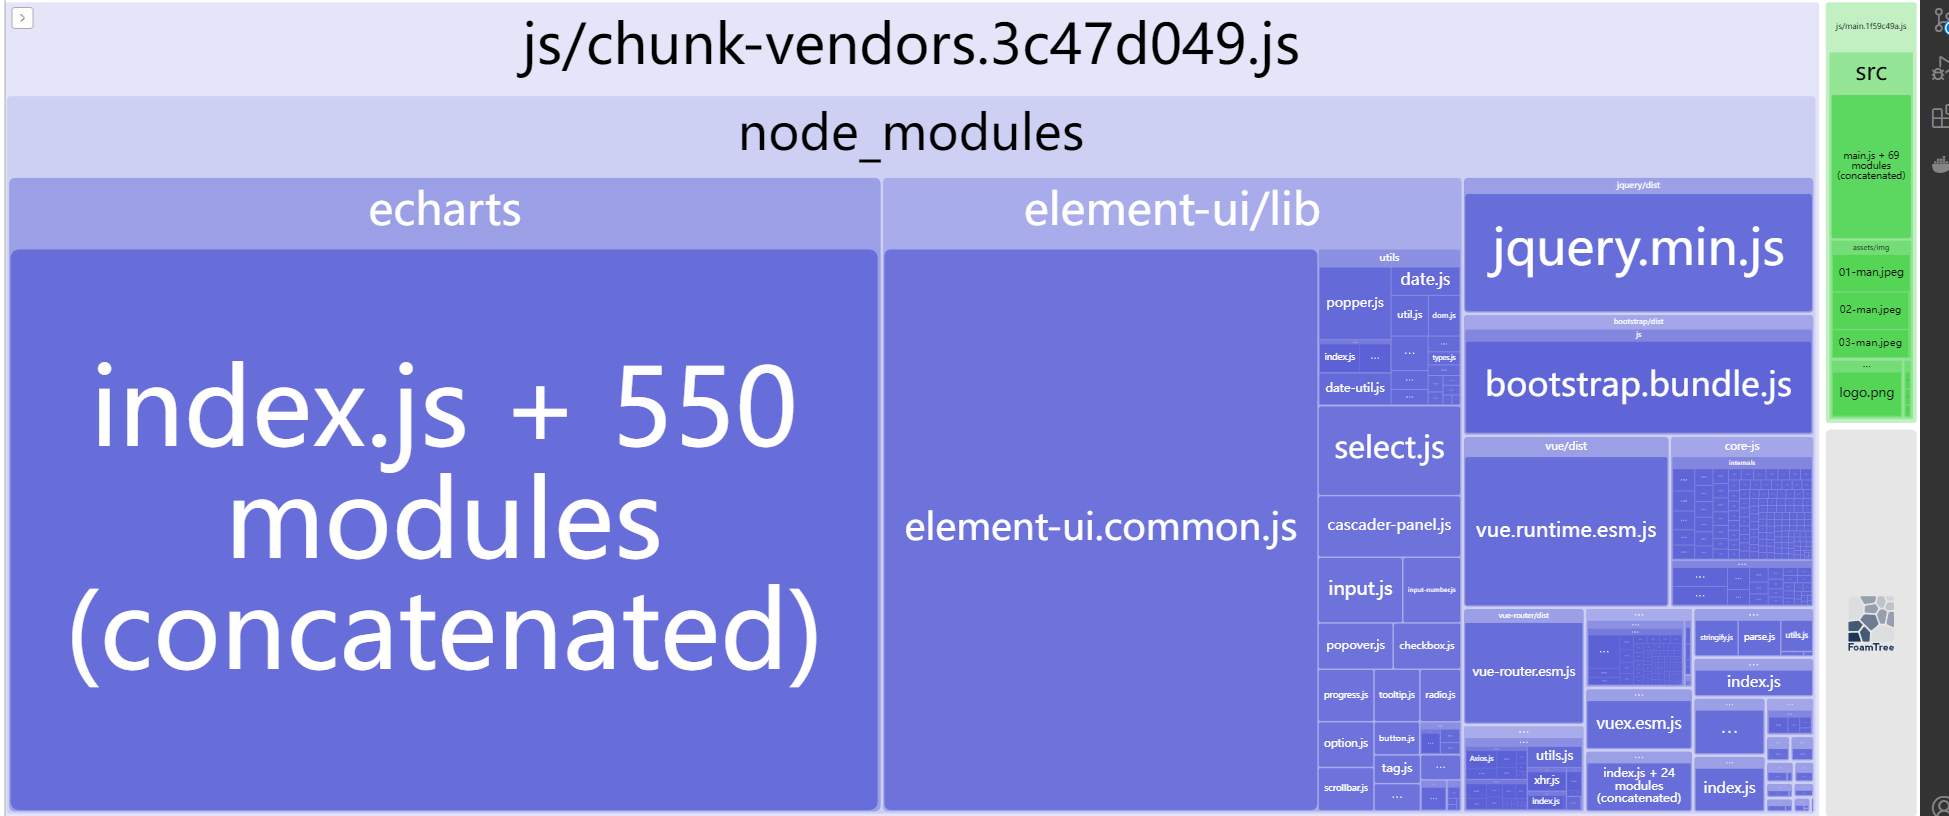 js/chunk-vendors.3c47d049.js
node_modules
echarts
index.js + 550
modules
(concatenated)
element-ui/lib
element-ui.common.js
utils
popper.js
date.js
util.js
dom.js
index.js
...
...
...
types.js
date-util.js
...
...
select.js
cascader-panel.js
input.js
input-number.js
popover.js
checkbox.js
progress.js
tooltip.js
radio.js
option.js
button.js
...
tag.js
...
scrollbar.js
...
...
jquery/dist
jquery.min.js
bootstrap/dist
js
bootstrap.bundle.js
vue/dist
vue.runtime.esm.js
core-js
internals
...
vue-router/dist
vue-router.esm.js
...
...
Axios.js
utils.js
xhr.js
index.js
...
...
...
...
vuex.esm.js
...
index.js + 24
modules
(concatenated)
...
stringify.js
parse.js
utils.js
...
index.js
...
...
...
index.js
js/main.1f59c49a.js
src
main.js + 69
modules
(concatenated)
assets/img
01-man.jpeg
02-man.jpeg
03-man.jpeg
...
logo.png
FoamTree